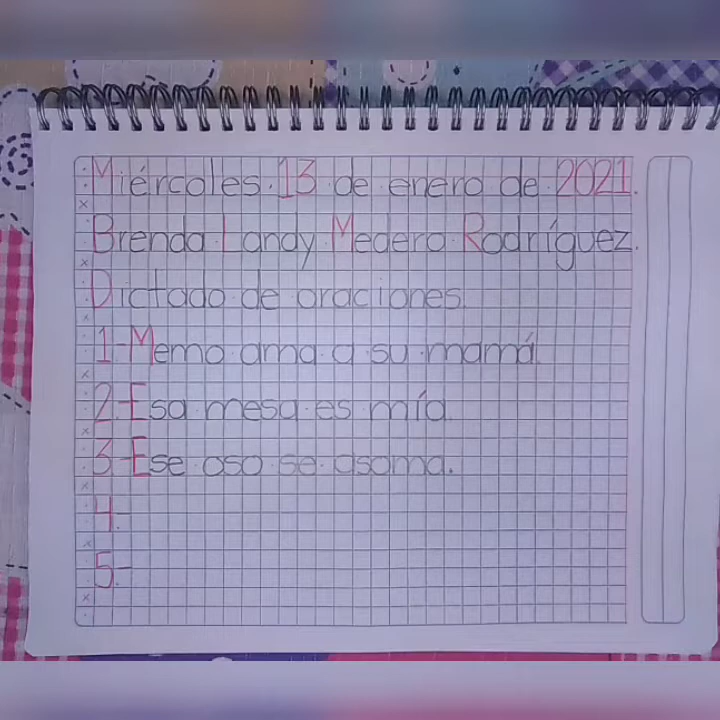 Miércoles 13 de enero de 2021.
Brenda Landy Medera Rodríguez.
Dictado de oraciones.
1-Memo ama a su mamá.
2-Esa mesa es mía.
3-Ese oso se asoma.
4.-
5.-